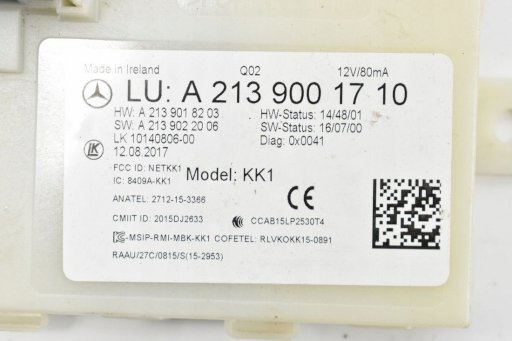 Made in Ireland Q02 12V/80mA
LU: A 213 900 17 10
HW: A 213 901 82 03 HW-Status: 14/48/01
SW: A 213 902 20 06 SW-Status: 16/07/00
LK 10140806-00 Diag: 0x0041
LK 12.08.2017
FCC ID: NETKK1 Model: KK1
IC: 8409A-KK1
ANATEL: 2712-15-3366 CE
CMIIT ID: 2015DJ2633 CCAB15LP2530T4
-MSIP-RMI-MBK-KK1 COFETEL: RLVKOKK15-0891
RAAU/27C/0815/S(15-2953)